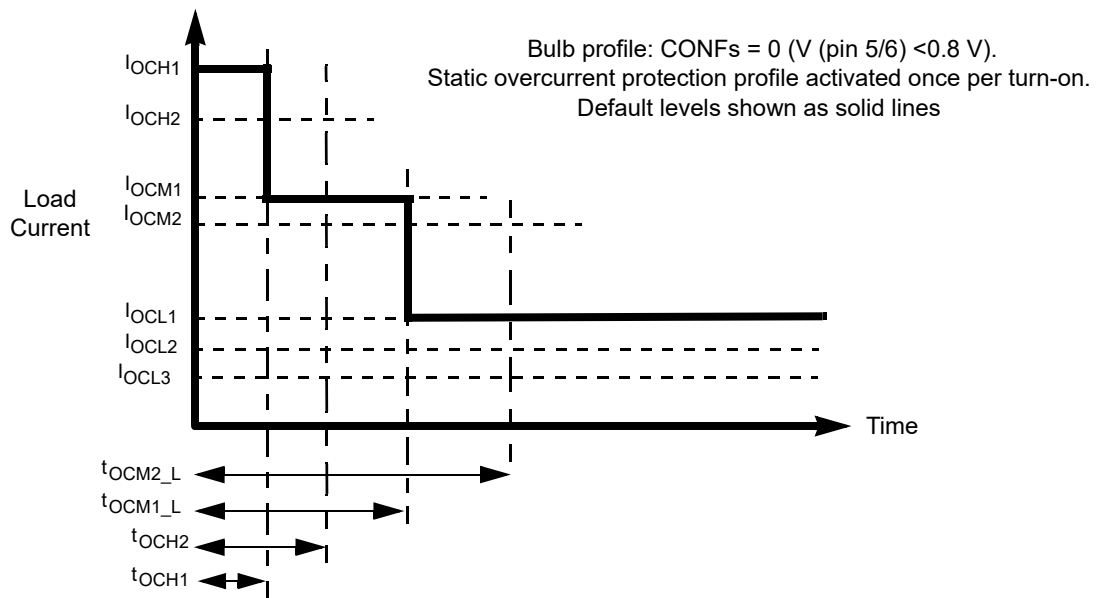 Bulb profile: CONFs = 0 (V (pin 5/6) <0.8 V).
Static overcurrent protection profile activated once per turn-on.
Default levels shown as solid lines
IOCH1
IOCH2
IOCM1
IOCM2
Load
Current
IOCL1
IOCL2
IOCL3
Time
tOCM2_L
tOCM1_L
tOCH2
tOCH1